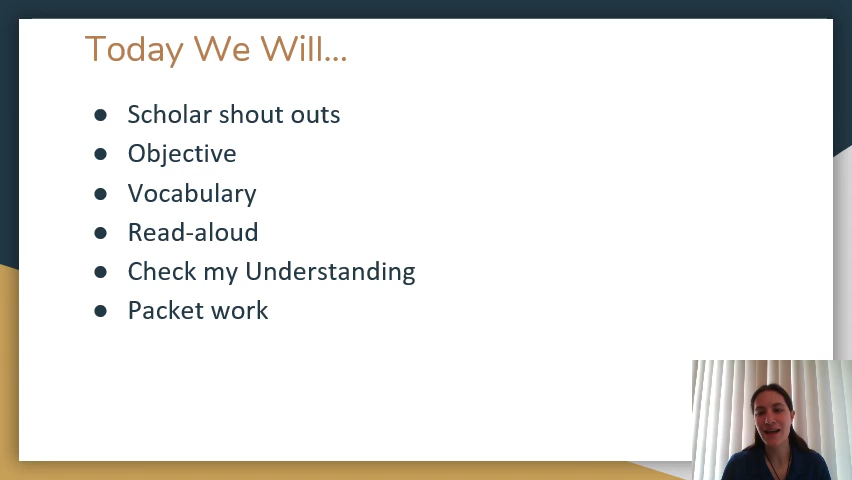 Today We Will...
● Scholar shout outs
● Objective
● Vocabulary
● Read-aloud
● Check my Understanding
● Packet work